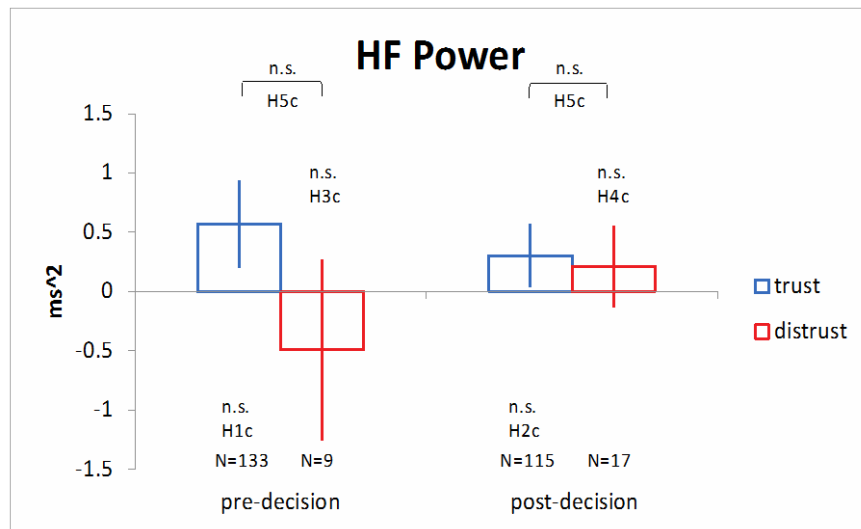 HF Power
n.s.
H5c
n.s.
H5c
1.5
1
0.5
0
-0.5
-1
-1.5
ms^2
n.s.
H3c
n.s.
H4c
trust
distrust
n.s.
H1c
n.s.
H2c
N=133 N=9 N=115 N=17
pre-decision post-decision